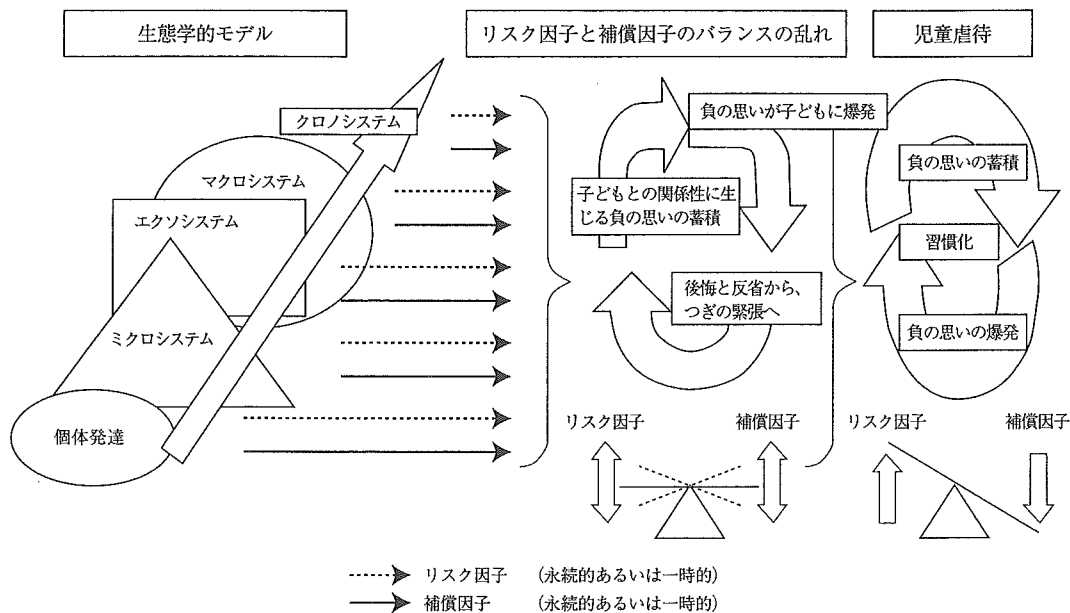 生態学的モデル
リスク因子と補償因子のバランスの乱れ
児童虐待
クロノシステム
マクロシステム
エクソシステム
ミクロシステム
個体発達
負の思いが子どもに爆発
子どもとの関係性に生
じる負の思いの蓄積
後悔と反省から、
つぎの緊張へ
リスク因子
補償因子
負の思いの蓄積
習慣化
負の思いの爆発
リスク因子
補償因子
リスク因子 (永続的あるいは一時的)
補償因子 (永続的あるいは一時的)